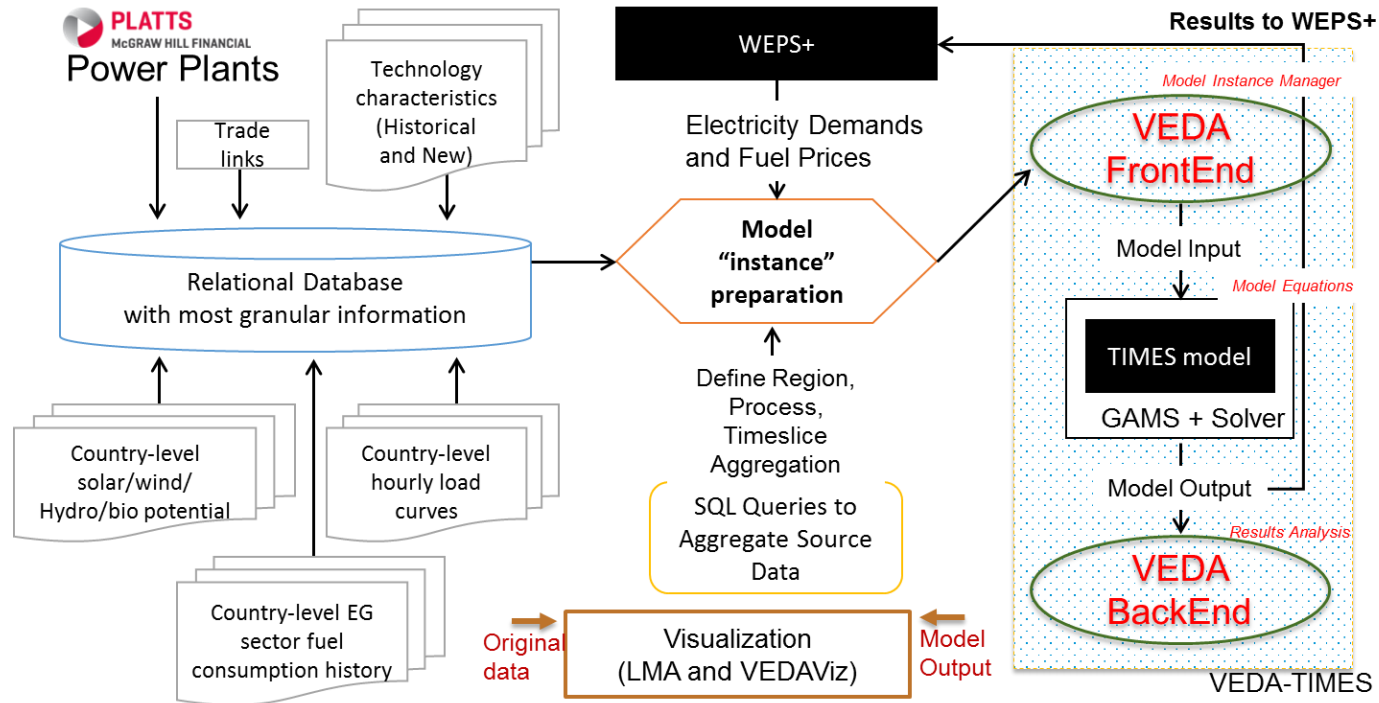 PLATTS
McGRAW HILL FINANCIAL
Power Plants
Trade
links
Technology
characteristics
(Historical
and New)
WEPS+
Results to WEPS+
Electricity Demands
and Fuel Prices
Model Instance Manager
VEDA
FrontEnd
Relational Database
with most granular information
Model
“instance”
preparation
Model Input
Model Equations
TIMES model
GAMS + Solver
Define Region,
Process,
Timeslice
Aggregation
Country-level
solar/wind/
Hydro/bio potential
Country-level
hourly load
curves
SQL Queries to
Aggregate Source
Data
Model Output
Results Analysis
VEDA
BackEnd
Country-level EG
sector fuel
consumption history
Original
data
Visualization
(LMA and VEDAViz)
Model
Output
VEDA-TIMES